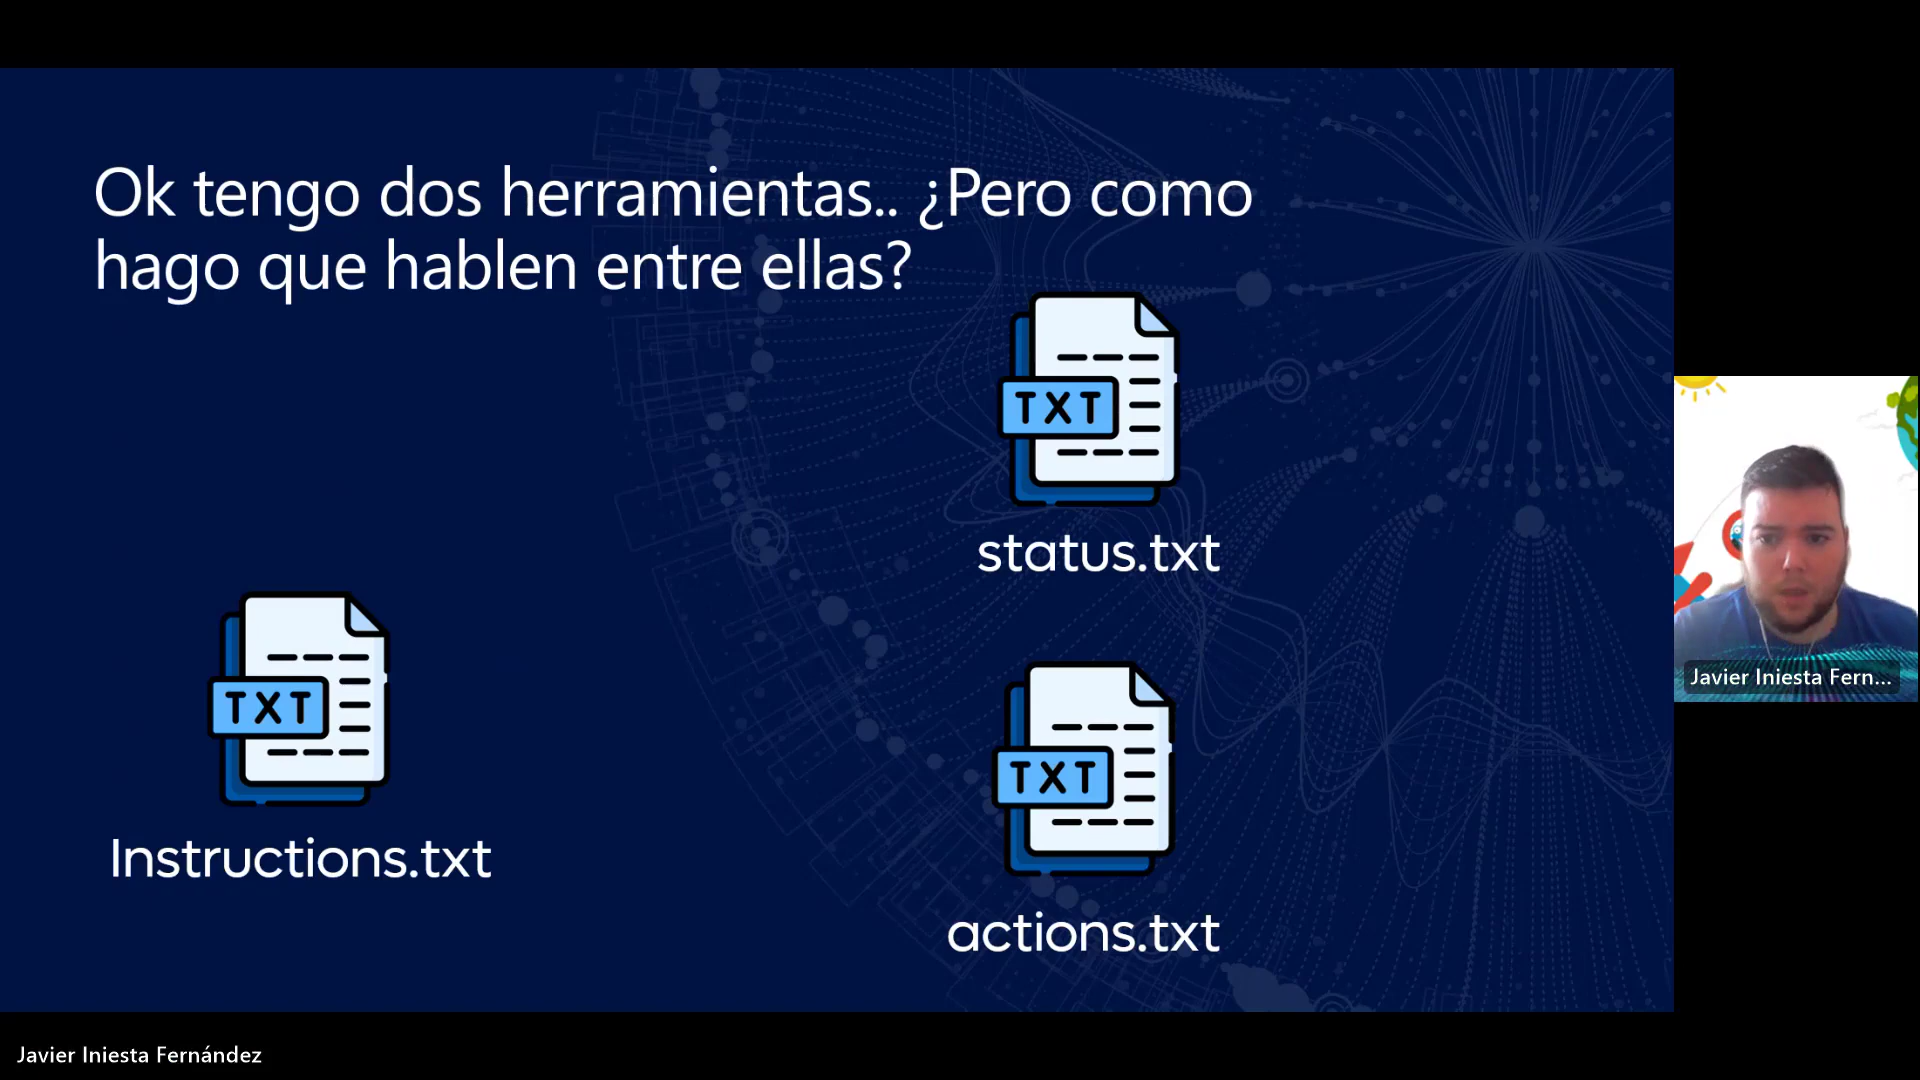 Ok tengo dos herramientas.. ¿Pero como
hago que hablen entre ellas?
TXT
status.txt
TXT
Instructions.txt
TXT
actions.txt
Javier Iniesta Fern...
Javier Iniesta Fernández